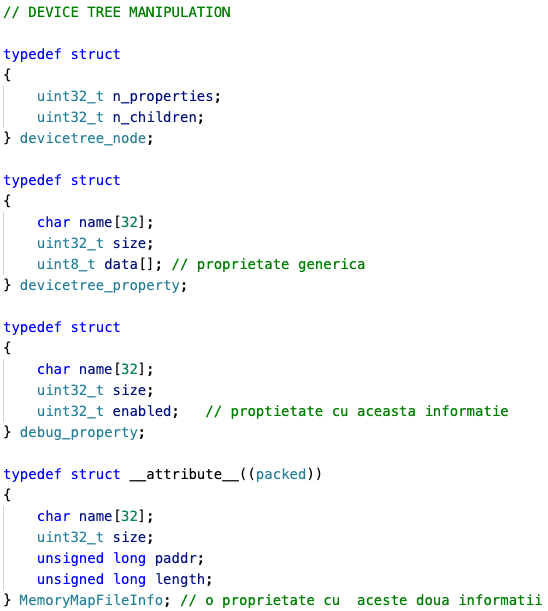 // DEVICE TREE MANIPULATION
typedef struct
{
    uint32_t n_properties;
    uint32_t n_children;
} devicetree_node;
typedef struct
{
    char name[32];
    uint32_t size;
    uint8_t data[]; // proprietate generica
} devicetree_property;
typedef struct
{
    char name[32];
    uint32_t size;
    uint32_t enabled;   // proptietate cu aceasta informatie
} debug_property;
typedef struct __attribute__((packed))
{
    char name[32];
    uint32_t size;
    unsigned long paddr;
    unsigned long length;
} MemoryMapFileInfo; // o proprietate cu  aceste doua informatii